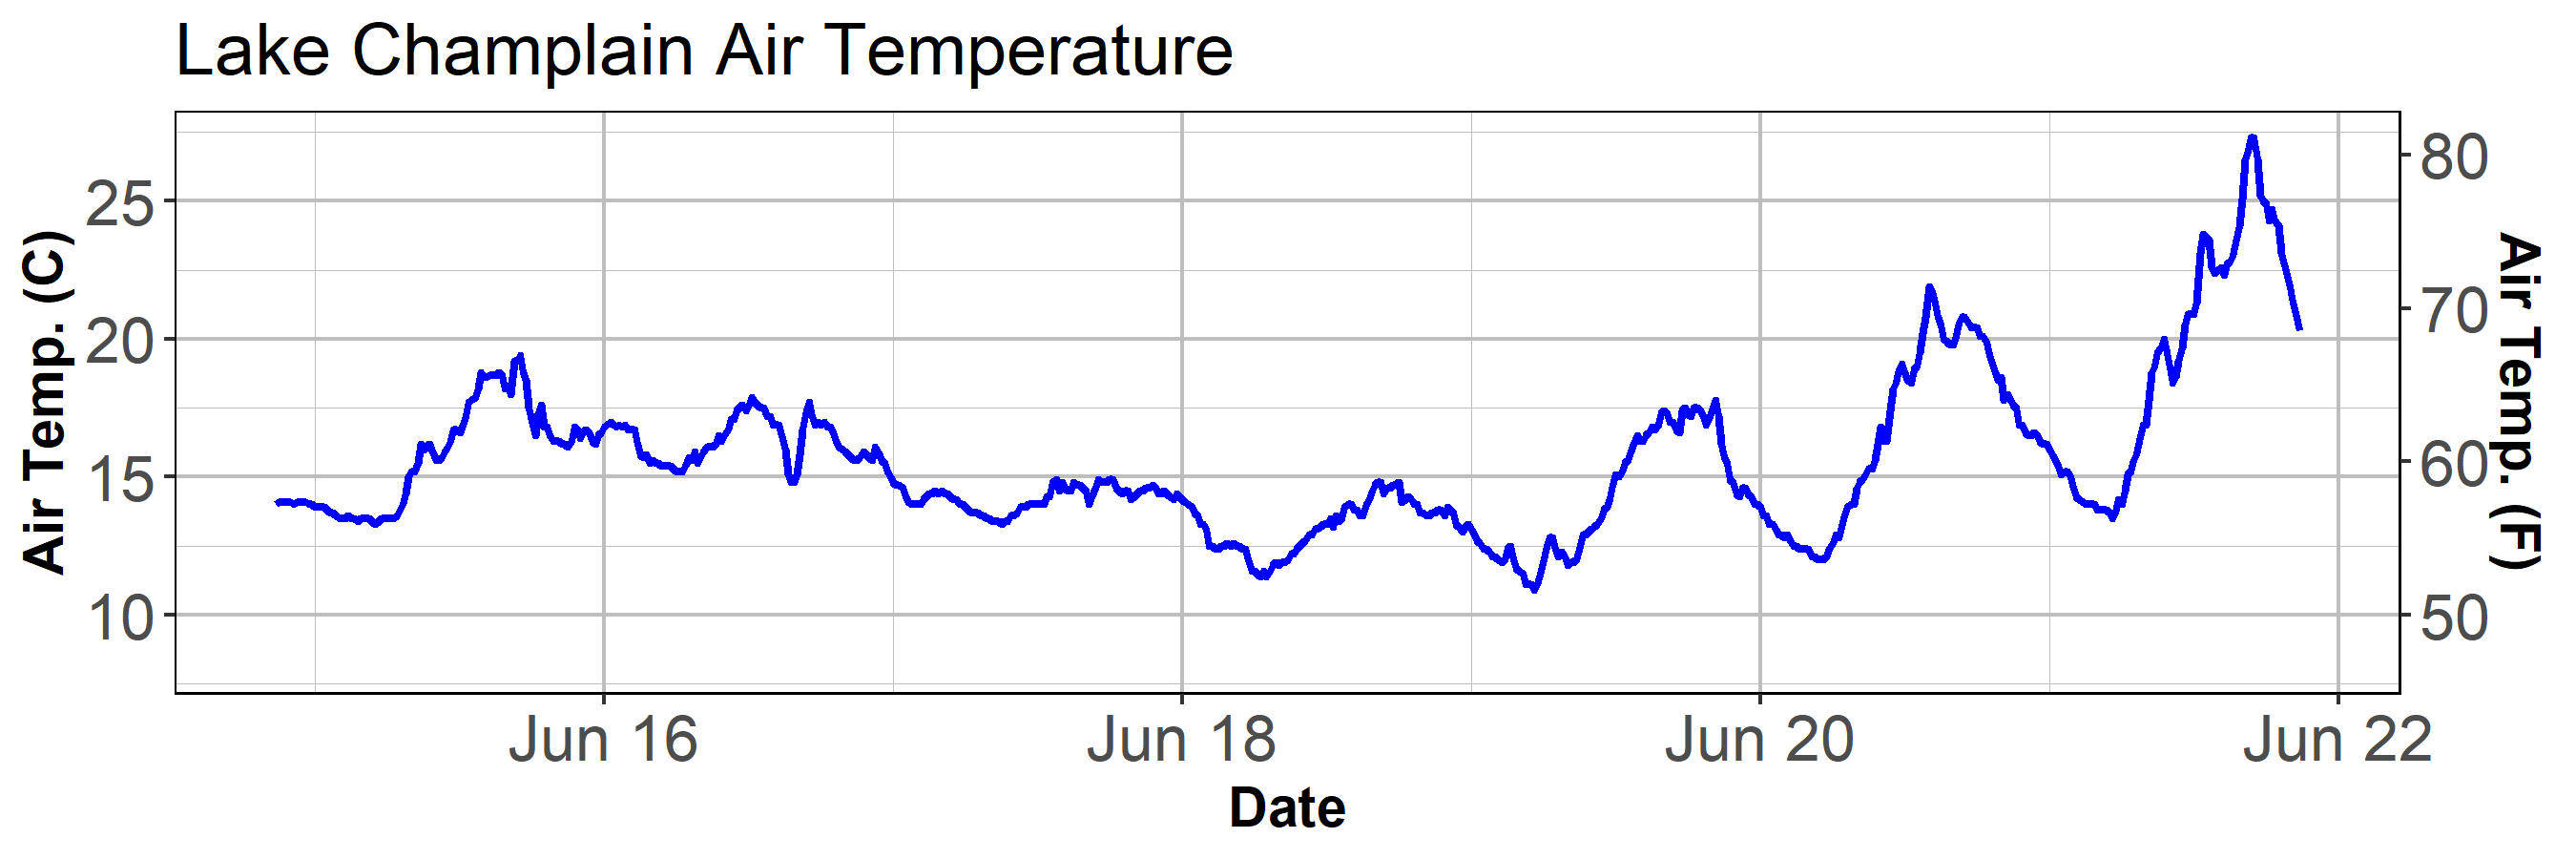 Lake Champlain Air Temperature
Air Temp. (C)
25
20
15
10
80
70
60
50
Air Temp. (F)
Jun 16
Jun 18
Jun 20
Jun 22
Date